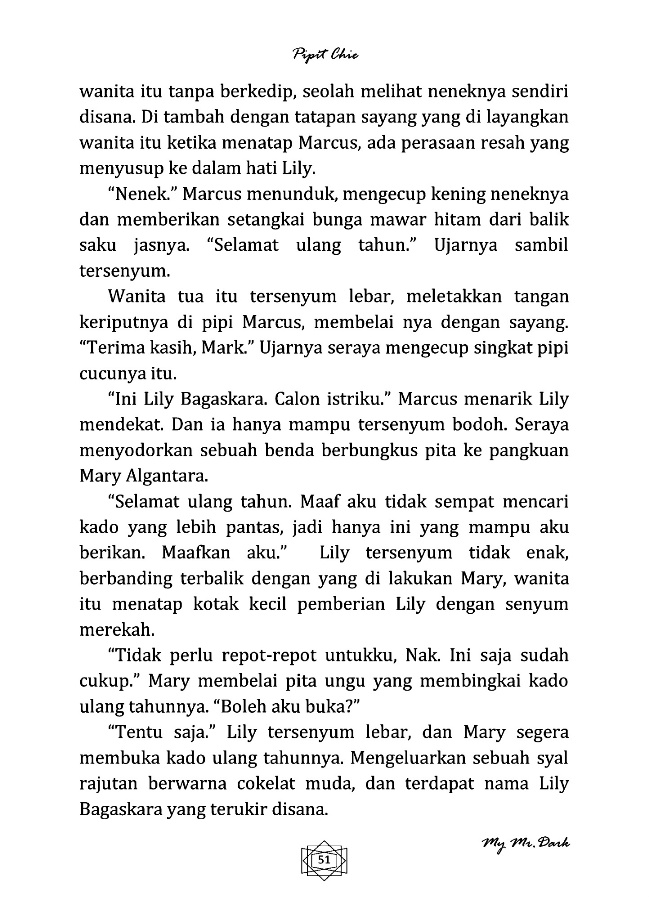 Pipit Chie
wanita itu tanpa berkedip, seolah melihat neneknya sendiri
disana. Di tambah dengan tatapan sayang yang di layangkan
wanita itu ketika menatap Marcus, ada perasaan resah yang
menyusup ke dalam hati Lily.
“Nenek.” Marcus menunduk, mengecup kening neneknya
dan memberikan setangkai bunga mawar hitam dari balik
saku jasnya. “Selamat ulang tahun.” Ujarnya sambil
tersenyum.
Wanita tua itu tersenyum lebar, meletakkan tangan
keriputnya di pipi Marcus, membelai nya dengan sayang.
“Terima kasih, Mark.” Ujarnya seraya mengecup singkat pipi
cucunya itu.
“Ini Lily Bagaskara. Calon istriku.” Marcus menarik Lily
mendekat. Dan ia hanya mampu tersenyum bodoh. Seraya
menyodorkan sebuah benda berbungkus pita ke pangkuan
Mary Algantara.
“Selamat ulang tahun. Maaf aku tidak sempat mencari
kado yang lebih pantas, jadi hanya ini yang mampu aku
berikan. Maafkan aku.” Lily tersenyum tidak enak,
berbanding terbalik dengan yang di lakukan Mary, wanita
itu menatap kotak kecil pemberian Lily dengan senyum
merekah.
“Tidak perlu repot-repot untukku, Nak. Ini saja sudah
cukup.” Mary membelai pita ungu yang membingkai kado
ulang tahunnya. “Boleh aku buka?”
“Tentu saja.” Lily tersenyum lebar, dan Mary segera
membuka kado ulang tahunnya. Mengeluarkan sebuah syal
rajutan berwarna cokelat muda, dan terdapat nama Lily
Bagaskara yang terukir disana.
My Mr. Dark
51